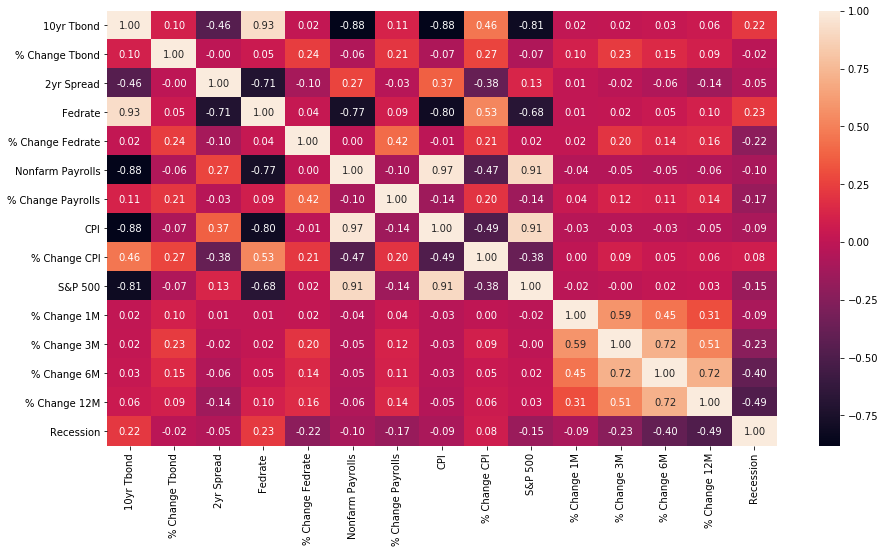 10yr Tbond 1.00 0.10 -0.46 0.93 0.02 -0.88 0.11 -0.88 0.46 -0.81 0.02 0.02 0.03 0.06 0.22
% Change Tbond 0.10 1.00 -0.00 0.05 0.24 -0.06 0.21 -0.07 0.27 -0.07 0.10 0.23 0.15 0.09 -0.02
2yr Spread -0.46 -0.00 1.00 -0.71 -0.10 0.27 -0.03 0.37 -0.38 0.13 0.01 -0.02 -0.06 -0.14 -0.05
Fedrate 0.93 0.05 -0.71 1.00 0.04 -0.77 0.09 -0.80 0.53 -0.68 0.01 0.02 0.05 0.10 0.23
% Change Fedrate 0.02 0.24 -0.10 0.04 1.00 0.00 0.42 -0.01 0.21 0.02 0.02 0.20 0.14 0.16 -0.22
Nonfarm Payrolls -0.88 -0.06 0.27 -0.77 0.00 1.00 -0.10 0.97 -0.47 0.91 -0.04 -0.05 -0.05 -0.06 -0.10
% Change Payrolls 0.11 0.21 -0.03 0.09 0.42 -0.10 1.00 -0.14 0.20 -0.14 0.04 0.12 0.11 0.14 -0.17
CPI -0.88 -0.07 0.37 -0.80 -0.01 0.97 -0.14 1.00 -0.49 0.91 -0.03 -0.03 -0.03 -0.05 -0.09
% Change CPI 0.46 0.27 -0.38 0.53 0.21 -0.47 0.20 -0.49 1.00 -0.38 0.00 0.09 0.05 0.06 0.08
S&P 500 -0.81 -0.07 0.13 -0.68 0.02 0.91 -0.14 0.91 -0.38 1.00 -0.02 -0.00 0.02 0.03 -0.15
% Change 1M 0.02 0.10 0.01 0.01 0.02 -0.04 0.04 -0.03 0.00 -0.02 1.00 0.59 0.45 0.31 -0.09
% Change 3M 0.02 0.23 -0.02 0.02 0.20 -0.05 0.12 -0.03 0.09 -0.00 0.59 1.00 0.72 0.51 -0.23
% Change 6M 0.03 0.15 -0.06 0.05 0.14 -0.05 0.11 -0.03 0.05 0.02 0.45 0.72 1.00 0.72 -0.40
% Change 12M 0.06 0.09 -0.14 0.10 0.16 -0.06 0.14 -0.05 0.06 0.03 0.31 0.51 0.72 1.00 -0.49
Recession 0.22 -0.02 -0.05 0.23 -0.22 -0.10 -0.17 -0.09 0.08 -0.15 -0.09 -0.23 -0.40 -0.49 1.00
10yr Tbond
% Change Tbond
2yr Spread
Fedrate
% Change Fedrate
Nonfarm Payrolls
% Change Payrolls
CPI
% Change CPI
S&P 500
% Change 1M
% Change 3M
% Change 6M
% Change 12M
Recession
1.00
0.75
0.50
0.25
0.00
−0.25
−0.50
−0.75